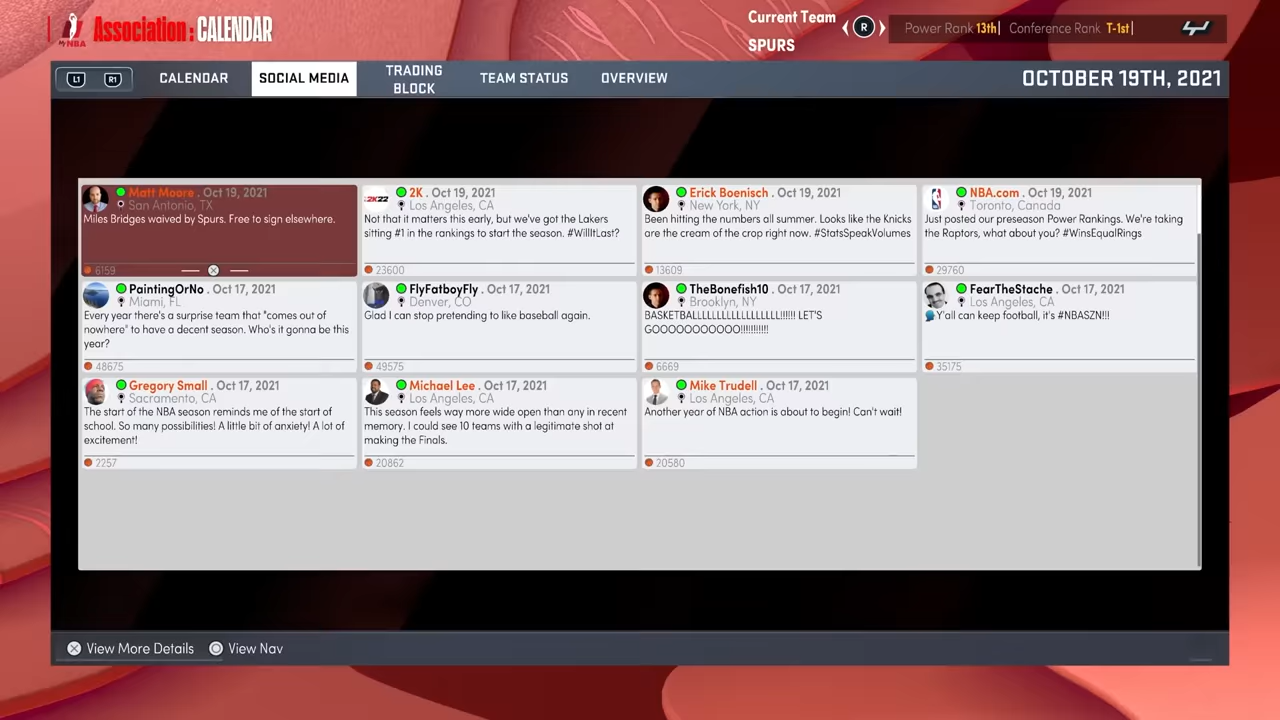 MyNBA
Association: CALENDAR
Current Team
SPURS
R
Power Rank 13th| Conference Rank T-1st|
L1 R1
CALENDAR
SOCIAL MEDIA
TRADING
BLOCK
TEAM STATUS
OVERVIEW
OCTOBER 19TH, 2021
Matt Moore . Oct 19, 2021
San Antonio, TX
Miles Bridges waived by Spurs. Free to sign elsewhere.
6159
2K22
2K . Oct 19, 2021
Los Angeles, CA
Not that it matters this early, but we've got the Lakers
sitting #1 in the rankings to start the season. #WillItLast?
23600
Erick Boenisch . Oct 19, 2021
New York, NY
Been hitting the numbers all summer. Looks like the Knicks
are the cream of the crop right now. #StatsSpeakVolumes
13609
NBA.com . Oct 19, 2021
Toronto, Canada
Just posted our preseason Power Rankings. We're taking
the Raptors, what about you? #WinsEqualRings
29760
PaintingOrNo . Oct 17, 2021
Miami, FL
Every year there's a surprise team that "comes out of
nowhere" to have a decent season. Who's it gonna be this
year?
48675
FlyFatboyFly . Oct 17, 2021
Denver, CO
Glad I can stop pretending to like baseball again.
49575
TheBonefish10 . Oct 17, 2021
Brooklyn, NY
BASKETBALLLLLLLLLLLLLLLLL!!!!!! LET'S
GOOOOOOOOOOO!!!!!!!!!!!
6669
FearTheStache . Oct 17, 2021
Los Angeles, CA
Y'all can keep football, it's #NBASZN!!!
35175
Gregory Small . Oct 17, 2021
Sacramento, CA
The start of the NBA season reminds me of the start of
school. So many possibilities! A little bit of anxiety! A lot of
excitement!
2257
Michael Lee . Oct 17, 2021
Los Angeles, CA
This season feels way more wide open than any in recent
memory. I could see 10 teams with a legitimate shot at
making the Finals.
20862
Mike Trudell . Oct 17, 2021
Los Angeles, CA
Another year of NBA action is about to begin! Can't wait!
20580
View More Details
View Nav